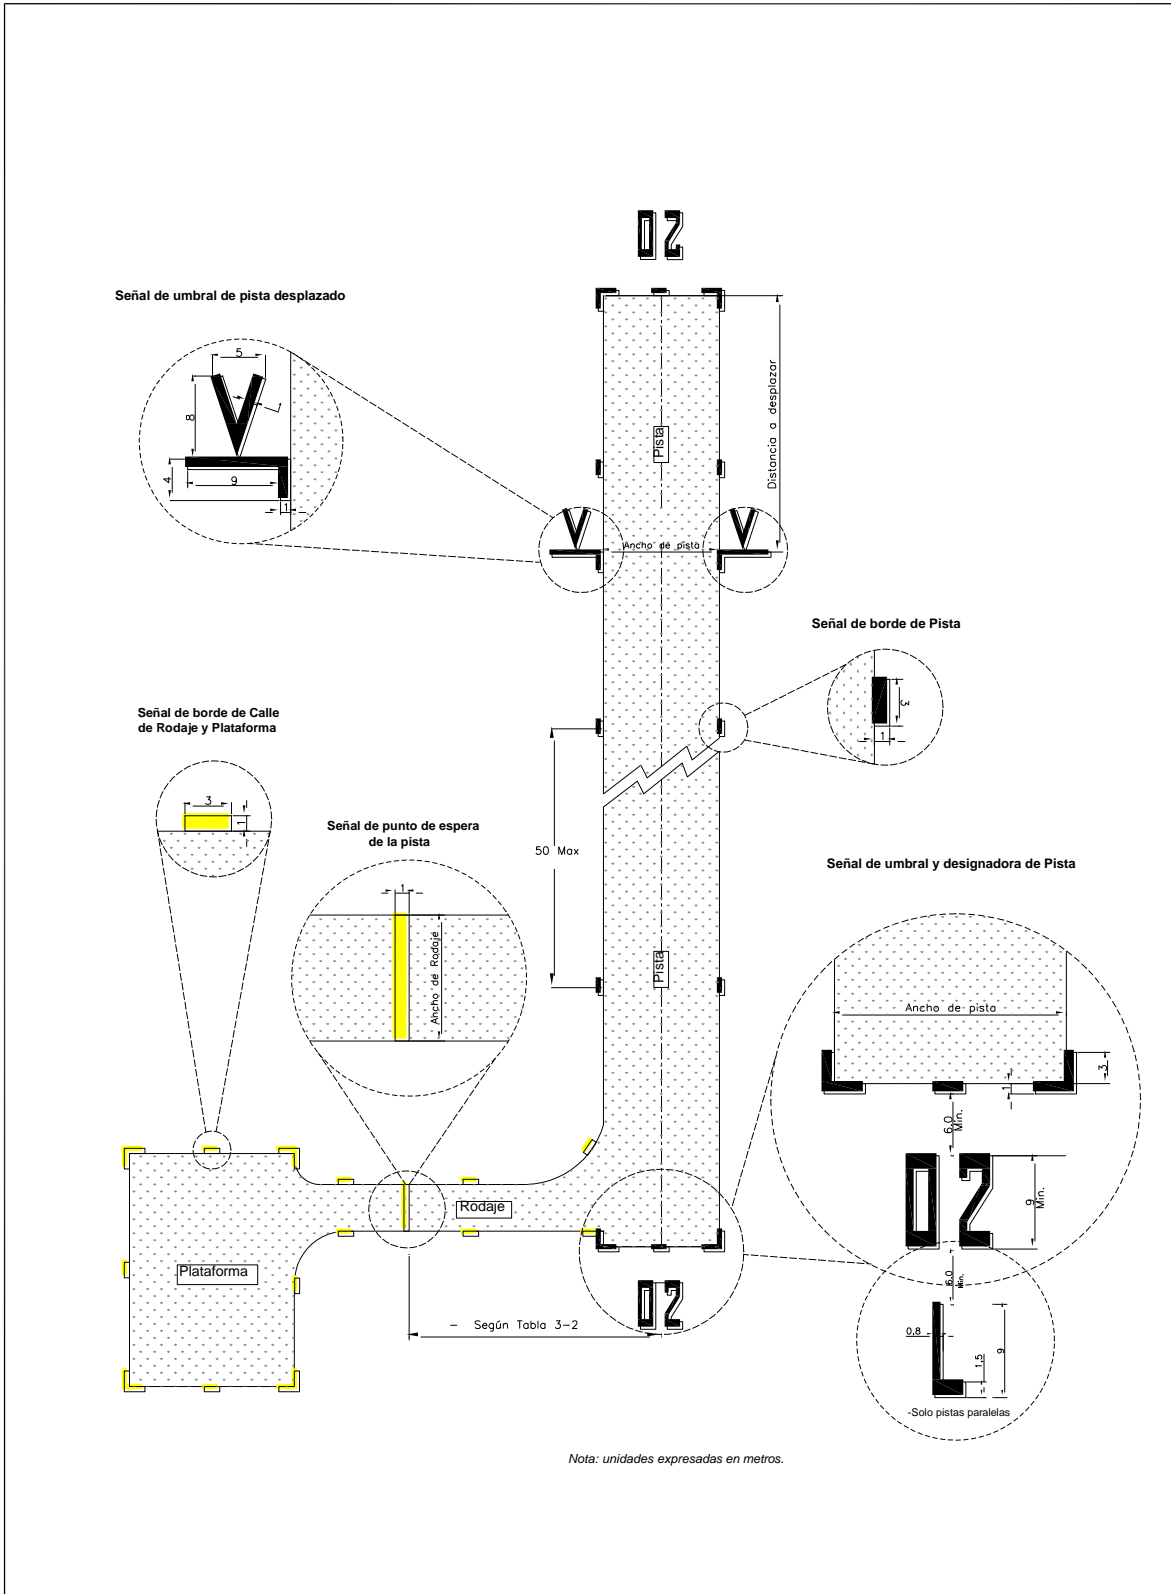 02
Señal de umbral de pista desplazado
5
8
4
9
1
1
Pista
Distancia a desplazar
Ancho de pista
Señal de borde de Pista
3
1
Señal de borde de Calle
de Rodaje y Plataforma
3
1
Señal de punto de espera
de la pista
1
Ancho de Rodaje
50 Max
Pista
Señal de umbral y designadora de Pista
Ancho de pista
3
1
6.0
Min.
02
9
Min.
6.0
Min.
0,8
1,5
9
-Solo pistas paralelas
Rodaje
Plataforma
02
- Según Tabla 3-2
Nota: unidades expresadas en metros.